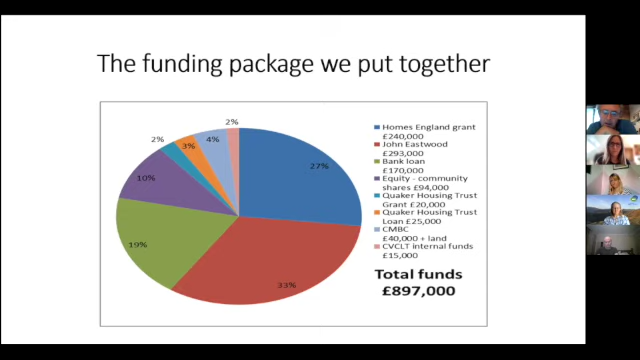 The funding package we put together
2%
27%
33%
19%
10%
2%
3%
4%
Homes England grant
£240,000
John Eastwood
£293,000
Bank loan
£170,000
Equity - community
shares £94,000
Quaker Housing Trust
Grant £20,000
Quaker Housing Trust
Loan £25,000
CMBC
£40,000 + land
CVCLT internal funds
£15,000
Total funds
£897,000